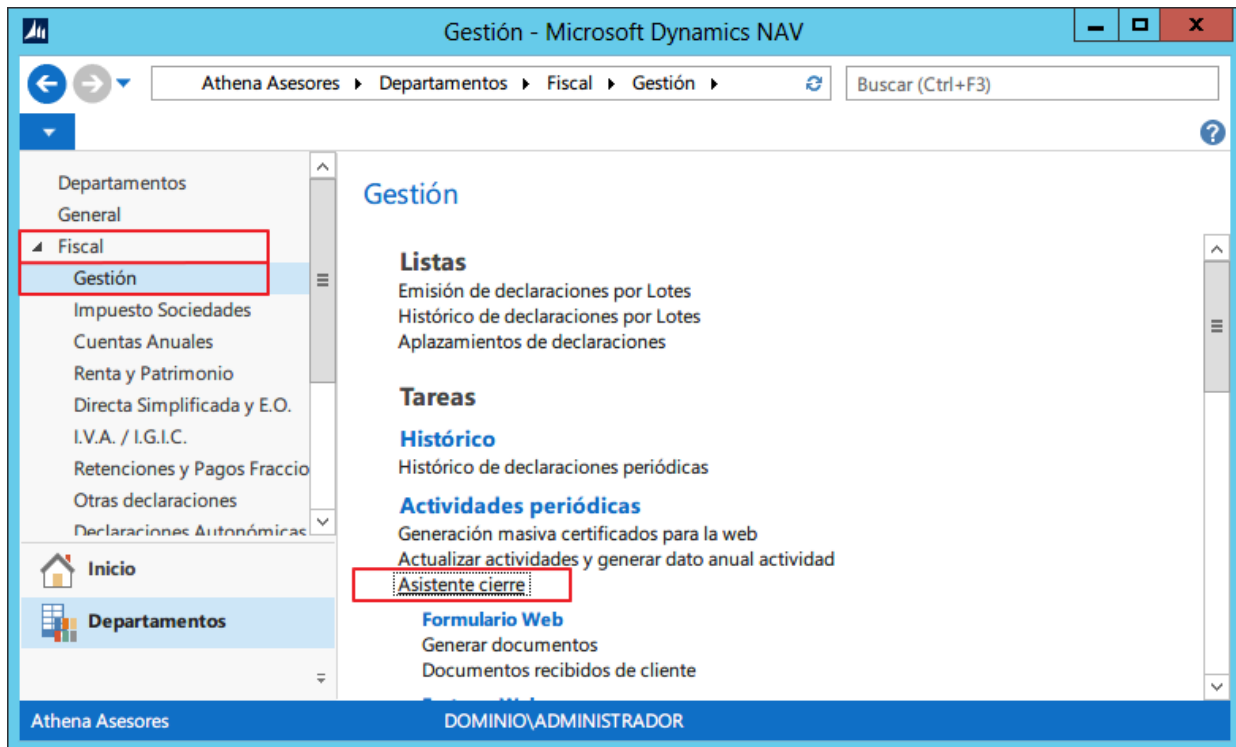 Gestión - Microsoft Dynamics NAV
Athena Asesores Departamentos Fiscal Gestión
Buscar (Ctrl+F3)
Departamentos
General
Fiscal
Gestión
Impuesto Sociedades
Cuentas Anuales
Renta y Patrimonio
Directa Simplificada y E.O.
I.V.A. / I.G.I.C.
Retenciones y Pagos Fraccio
Otras declaraciones
Declaraciones Autonómicas
Inicio
Departamentos
Gestión
Listas
Emisión de declaraciones por Lotes
Histórico de declaraciones por Lotes
Aplazamientos de declaraciones
Tareas
Histórico
Histórico de declaraciones periódicas
Actividades periódicas
Generación masiva certificados para la web
Actualizar actividades y generar dato anual actividad
Asistente cierre
Formulario Web
Generar documentos
Documentos recibidos de cliente
Athena Asesores
DOMINIO\ADMINISTRADOR